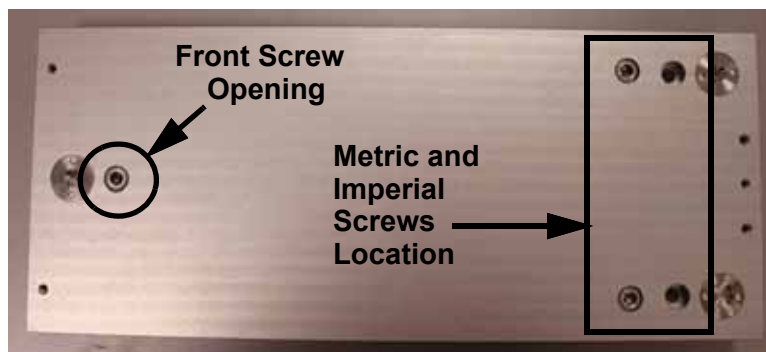 Front Screw
Opening
Metric and
Imperial
Screws
Location